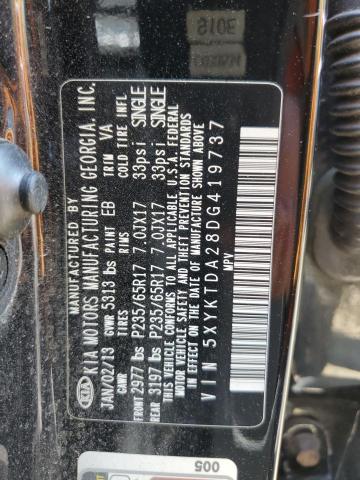 KIA
KIA MOTORS MANUFACTURING GEORGIA, INC.
JAN/02/13 GVWR 5313 lbs PAINT EB TRIM VA
GAWR TIRES RIMS COLD TIRE INFL
FRONT 2977 lbs P235/65R17 7.0JX17 33psi SINGLE
REAR 3197 lbs P235/65R17 7.0JX17 33psi SINGLE
THIS VEHICLE CONFORMS TO ALL APPLICABLE U.S.A. FEDERAL
MOTOR VEHICLE SAFETY AND THEFT PREVENTION STANDARDS
IN EFFECT ON THE DATE OF MANUFACTURE SHOWN ABOVE
VIN 5XYKTDA28DG419737
MPV
005